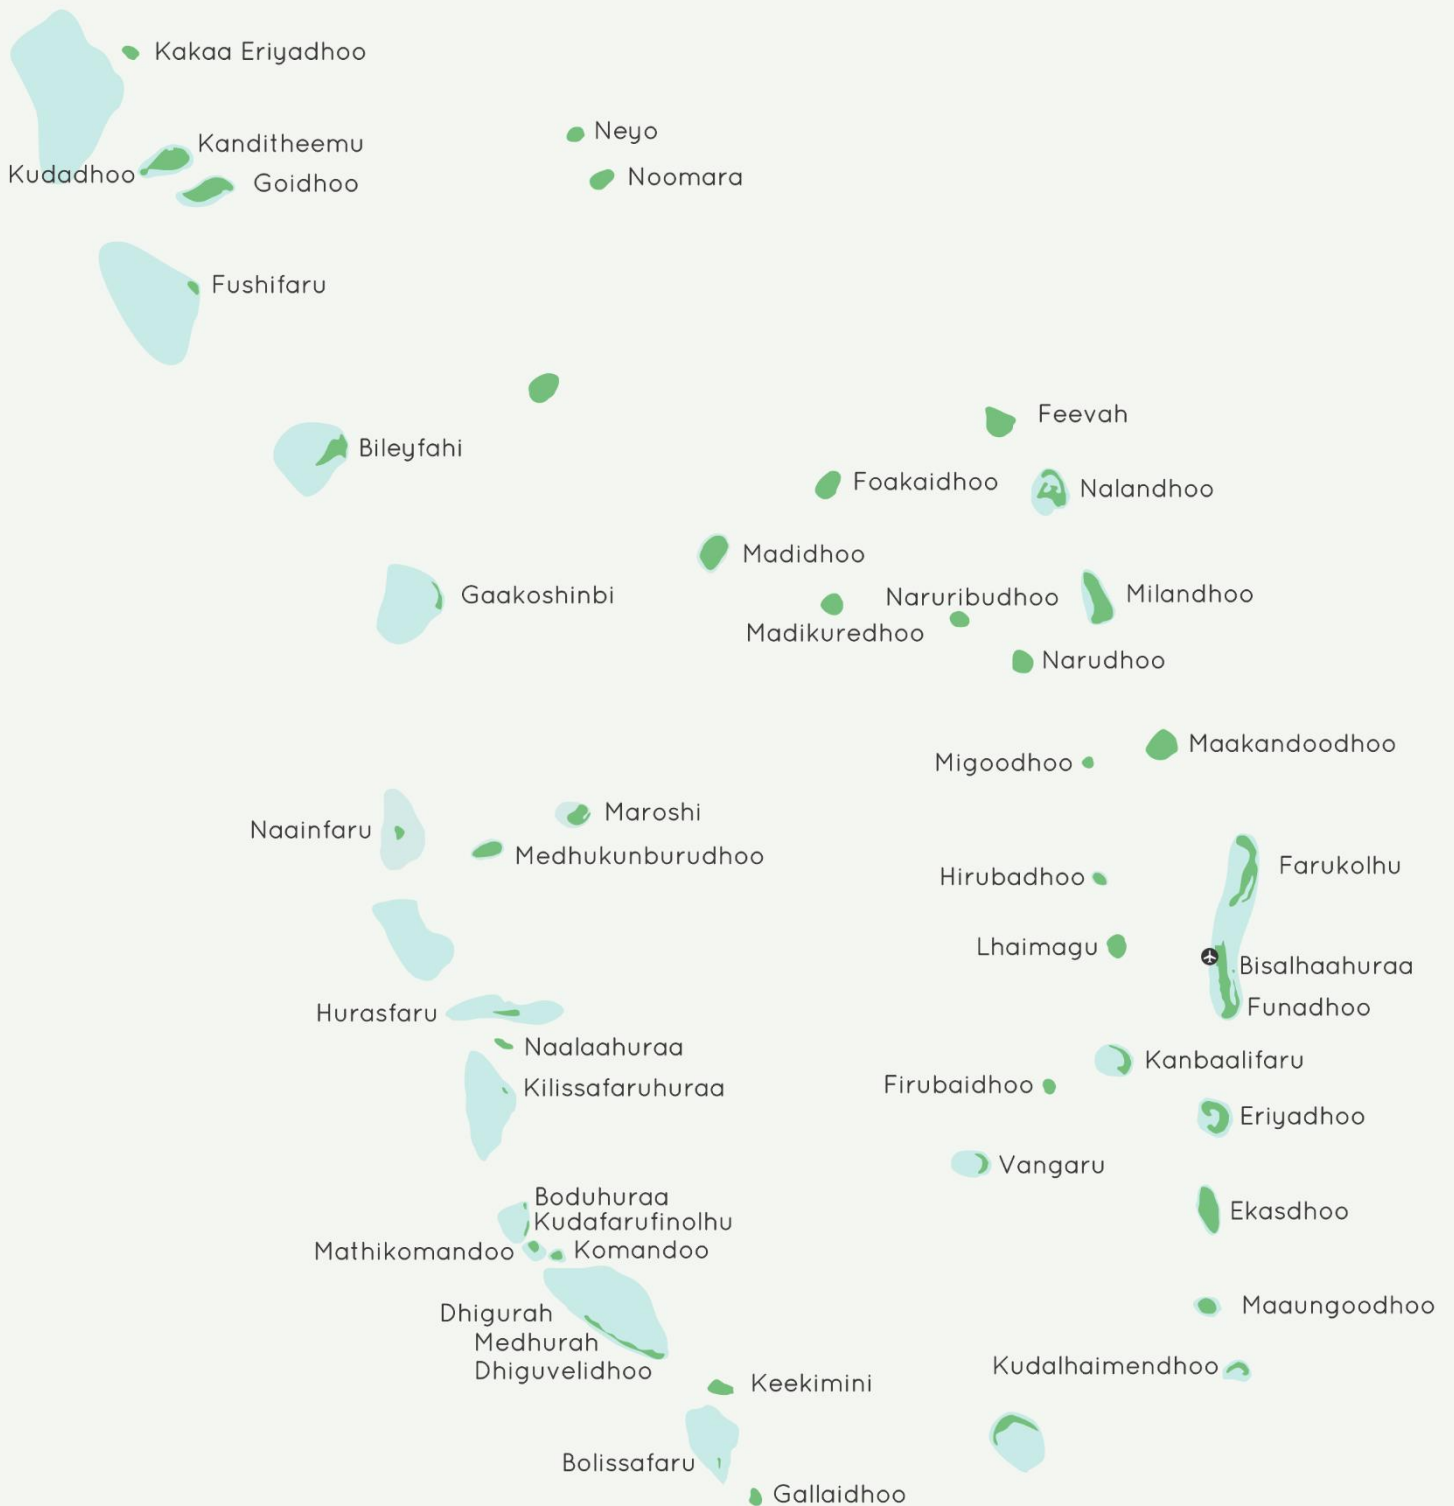 Kakaa Eriyadhoo
Neyo
Kanditheemu
Kudadhoo
Goidhoo
Noomara
Fushifaru
Feevah
Bileyfahi
Foakaidhoo
Nalandhoo
Madidhoo
Gaakoshinbi
Naruribudhoo
Milandhoo
Madikuredhoo
Narudhoo
Maakandoodhoo
Migoodhoo
Maroshi
Naainfaru
Medhukunburudhoo
Farukolhu
Hirubadhoo
Lhaimagu
Bisalhaahuraa
Funadhoo
Hurasfaru
Naalaahuraa
Kanbaalifaru
Kilissafaruhuraa
Firubaidhoo
Eriyadhoo
Vangaru
Boduhuraa
Ekasdhoo
Kudafarufinolhu
Mathikomandoo
Komandoo
Maaungoodhoo
Dhigurah
Medhurah
Dhiguvelidhoo
Kudalhaimendhoo
Keekimini
Bolissafaru
Gallaidhoo